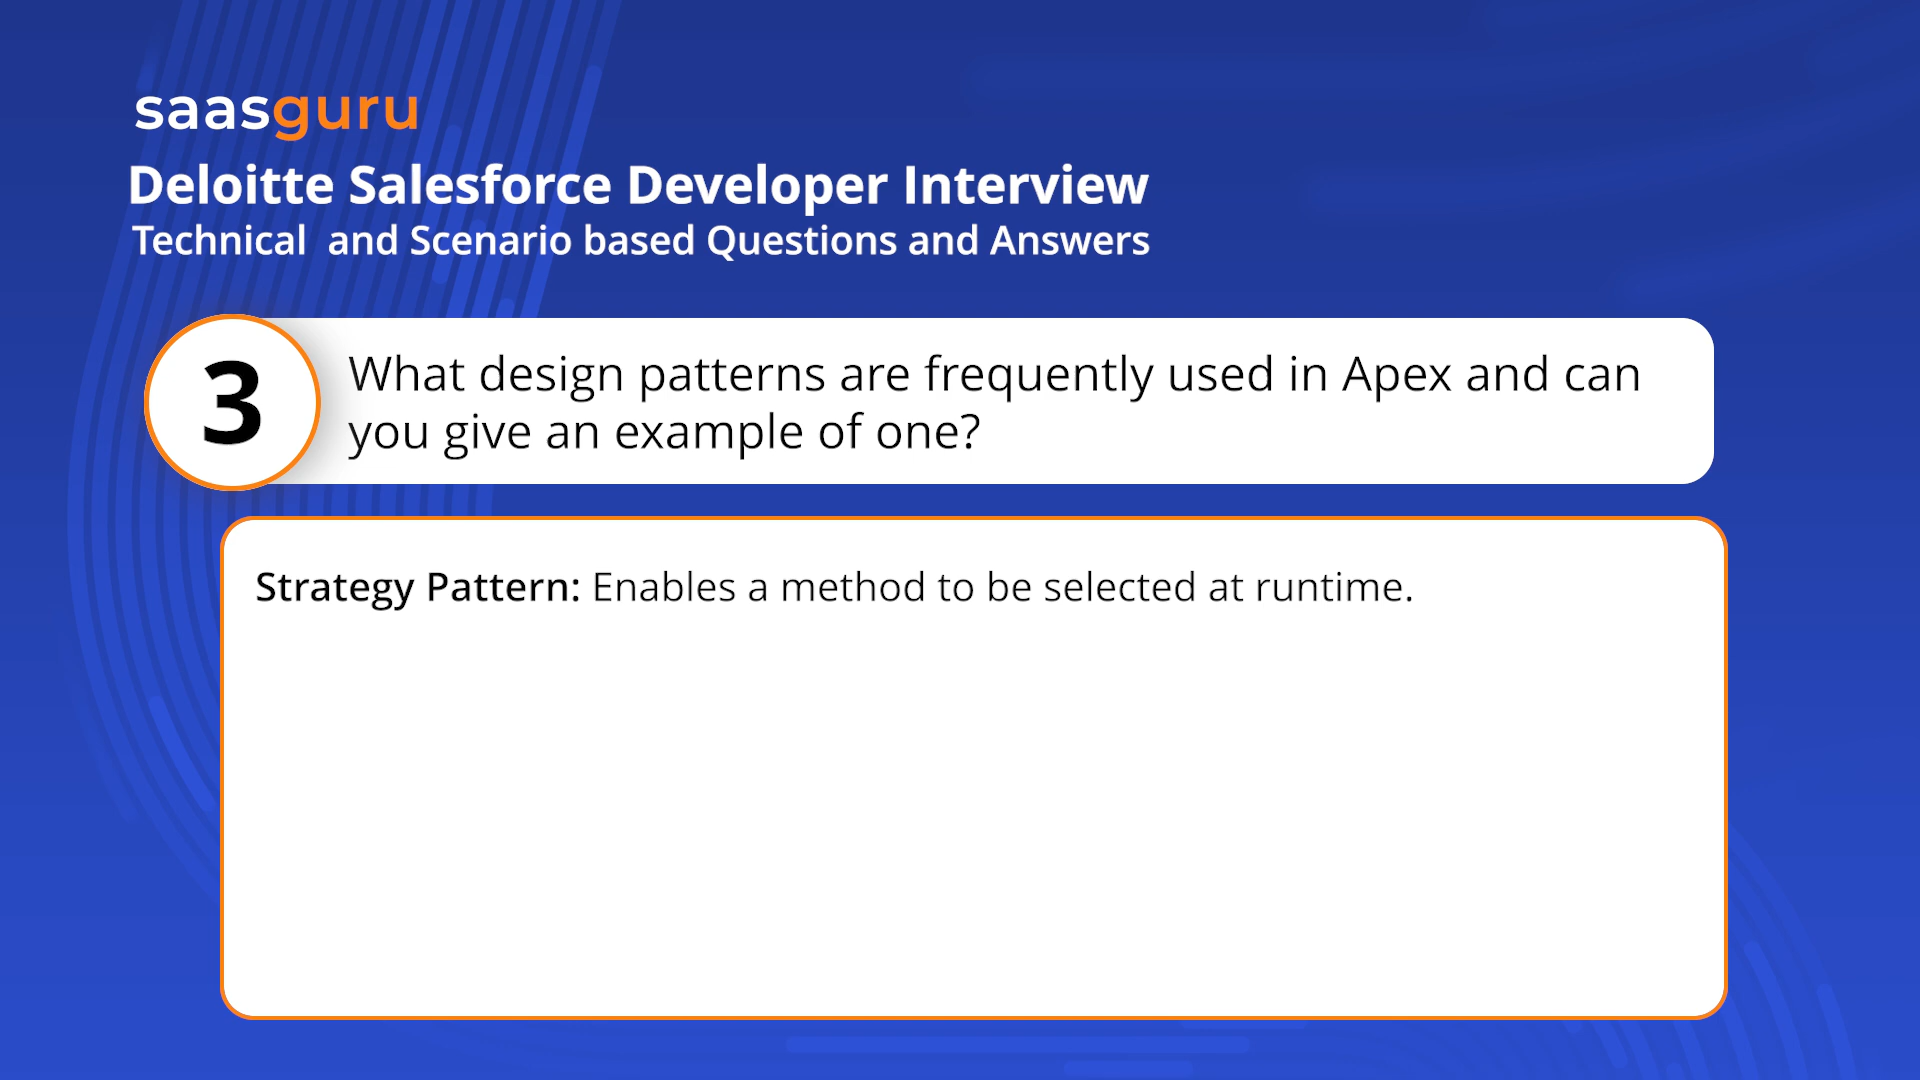 saasguru
Deloitte Salesforce Developer Interview
Technical and Scenario based Questions and Answers
3
What design patterns are frequently used in Apex and can
you give an example of one?
Strategy Pattern: Enables a method to be selected at runtime.